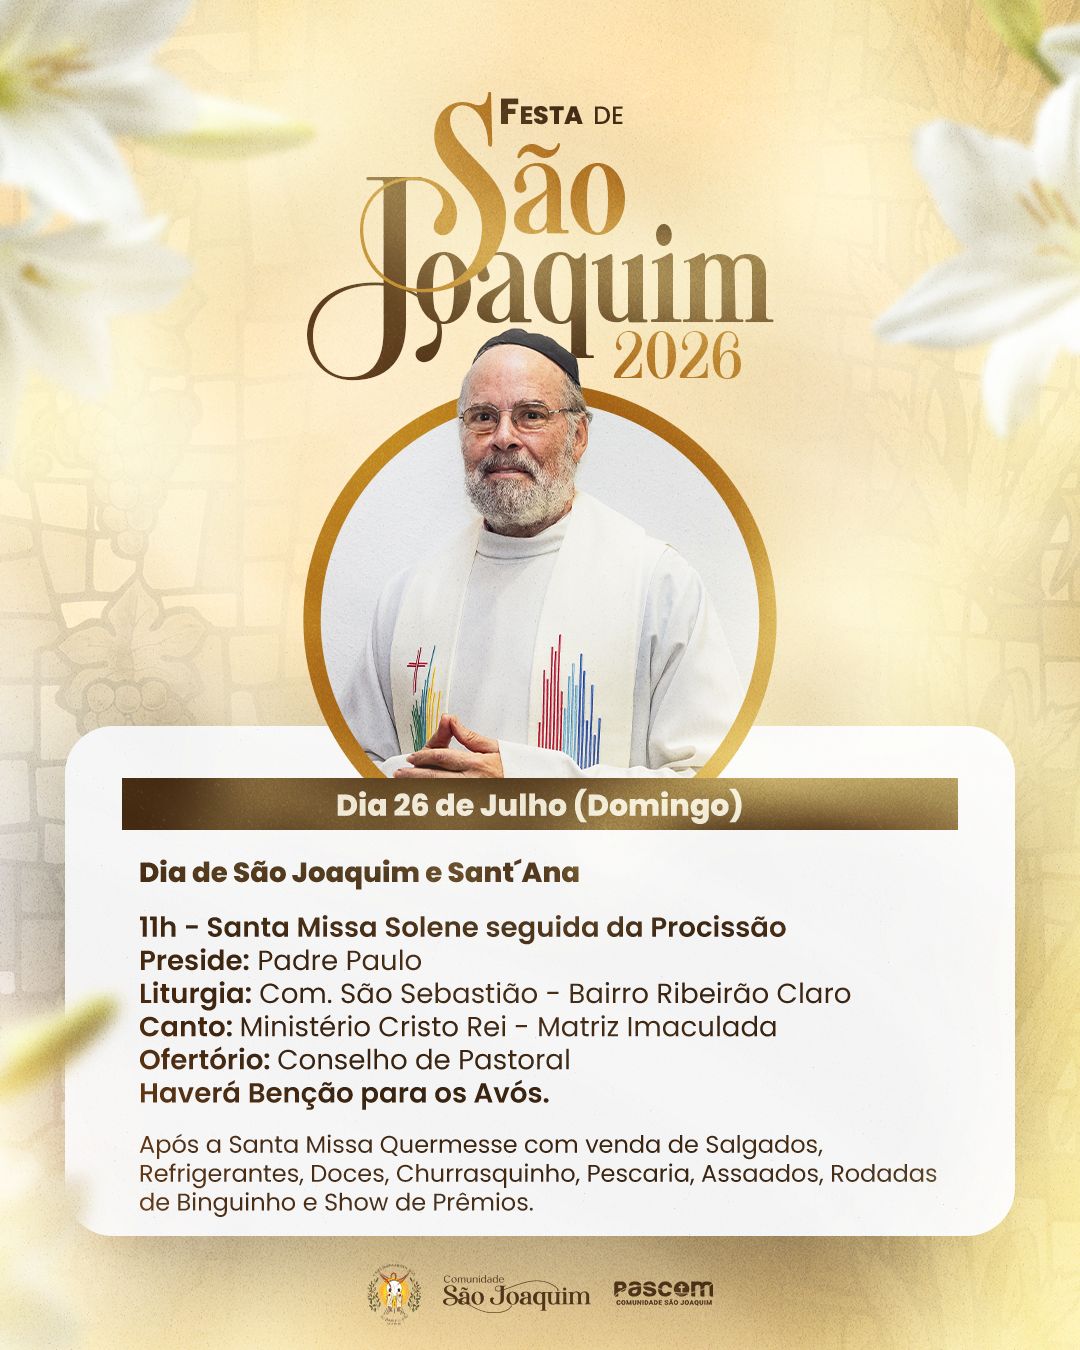 FESTA DE
São
Joaquim
2026
Dia 26 de Julho (Domingo)
Dia de São Joaquim e Sant´Ana
11h - Santa Missa Solene seguida da Procissão
Preside: Padre Paulo
Liturgia: Com. São Sebastião - Bairro Ribeirão Claro
Canto: Ministério Cristo Rei - Matriz Imaculada
Ofertório: Conselho de Pastoral
Haverá Benção para os Avós.
Após a Santa Missa Quermesse com venda de Salgados,
Refrigerantes, Doces, Churrasquinho, Pescaria, Assaados, Rodadas
de Binguinho e Show de Prêmios.
Comunidade
São Joaquim
PASCOM
COMUNIDADE SÃO JOAQUIM